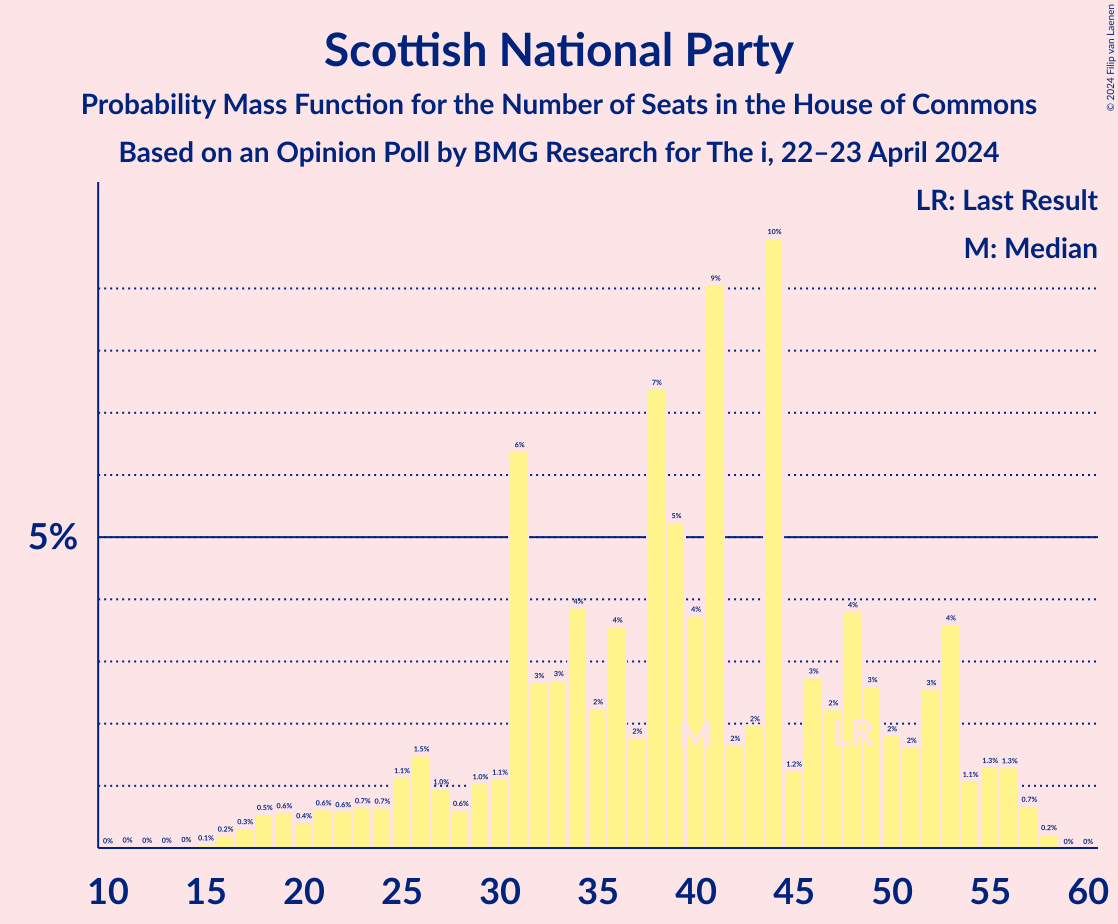 Scottish National Party
Probability Mass Function for the Number of Seats in the House of Commons
Based on an Opinion Poll by BMG Research for The i, 22–23 April 2024
© 2024 Filip van Laenen
LR: Last Result
M: Median
5%
0% 0% 0% 0% 0% 0.1% 0.2% 0.3% 0.5% 0.6% 0.4% 0.6% 0.6% 0.7% 0.7% 1.1% 1.5% 1.0% 0.6% 1.0% 1.1% 6% 3% 3% 4% 2% 4% 2% 7% 5% 4% 9% 2% 2% 10% 1.2% 3% 2% 4% 3% 2% 2% 3% 4% 1.1% 1.3% 1.3% 0.7% 0.2% 0% 0%
M LR
10 15 20 25 30 35 40 45 50 55 60